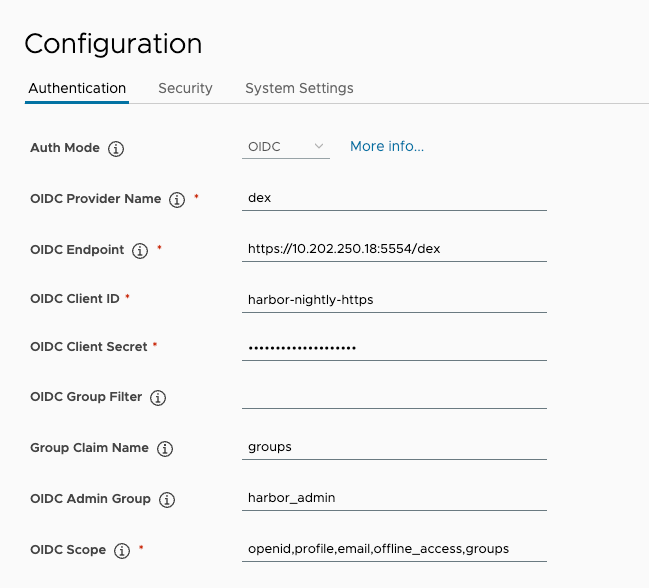 Configuration
Authentication Security System Settings
Auth Mode OIDC More info...
OIDC Provider Name * dex
OIDC Endpoint * https://10.202.250.18:5554/dex
OIDC Client ID * harbor-nightly-https
OIDC Client Secret * ••••••••••••••••••••
OIDC Group Filter
Group Claim Name groups
OIDC Admin Group harbor_admin
OIDC Scope * openid,profile,email,offline_access,groups